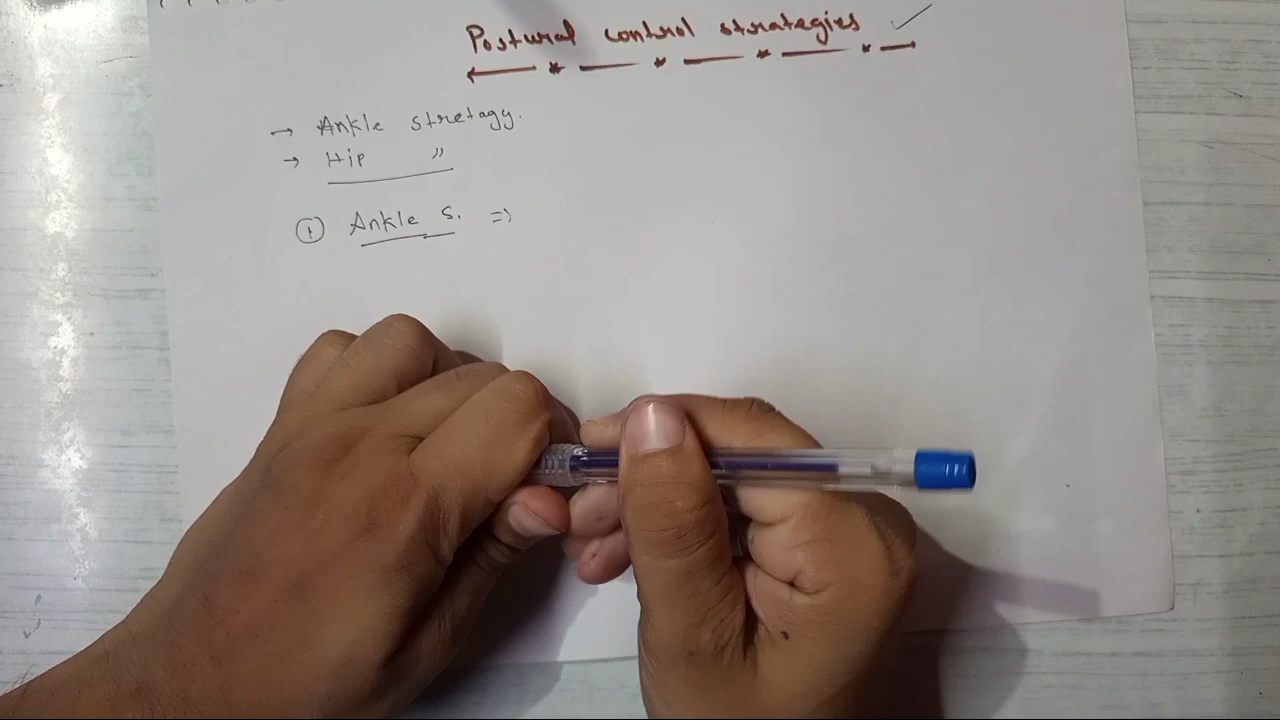 Postural control strategies ✓
→ Ankle stretagy.
→ Hip 〃
① Ankle S. ⇒